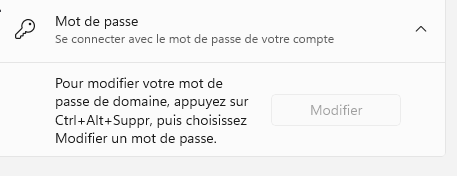 Mot de passe
Se connecter avec le mot de passe de votre compte
Pour modifier votre mot de
passe de domaine, appuyez sur
Ctrl+Alt+Suppr, puis choisissez
Modifier un mot de passe.
Modifier